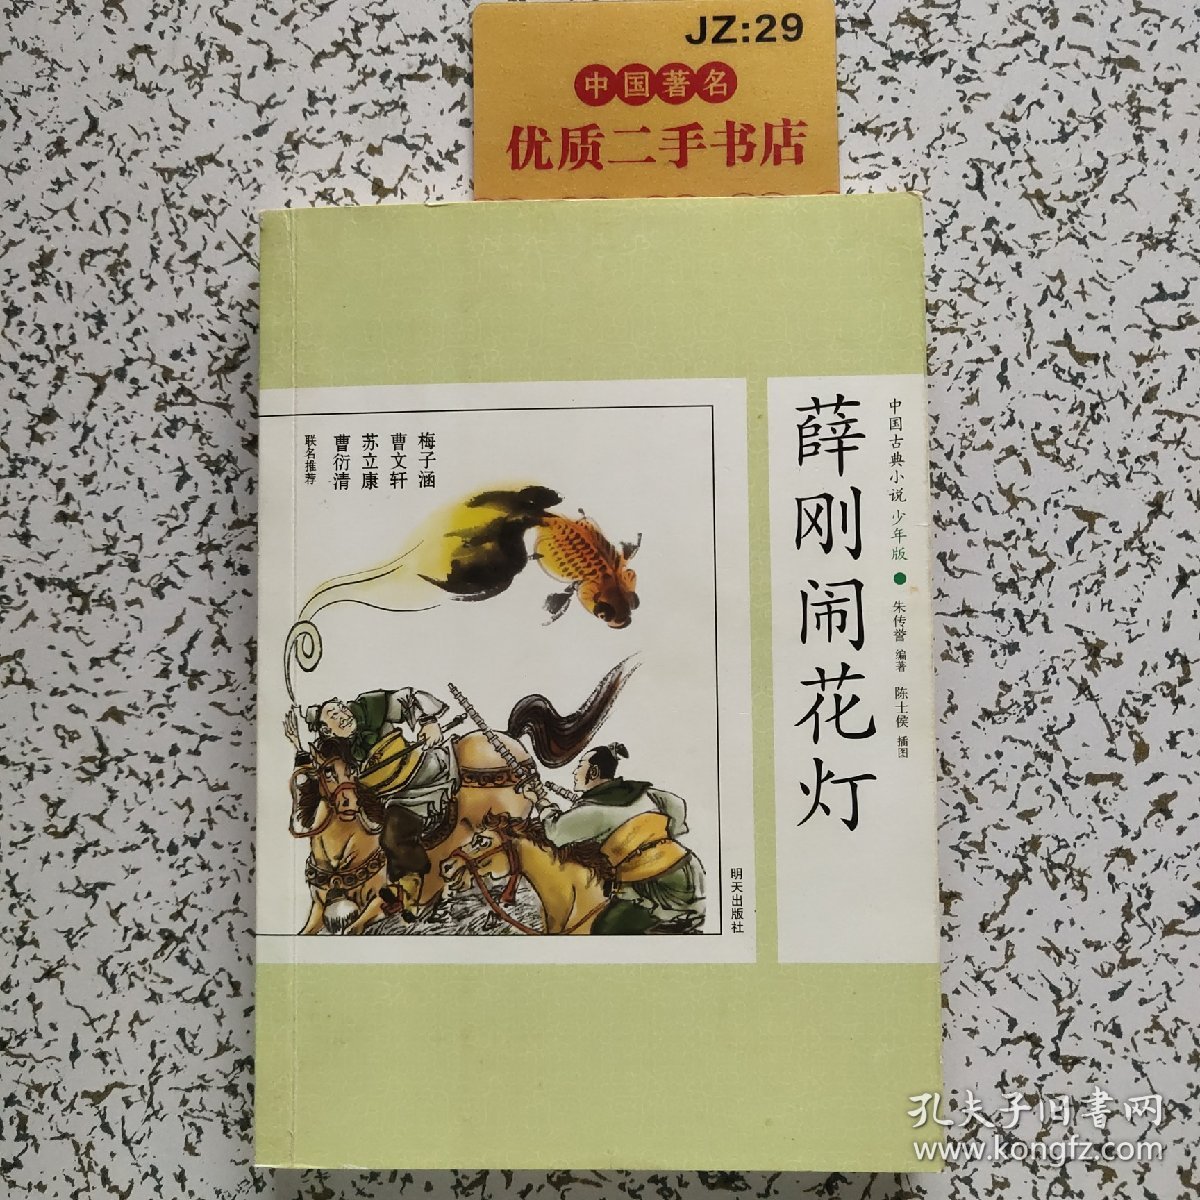 JZ:29
中国著名
优质二手书店
薛刚闹花灯
中国古典小说 少年版 ● 朱传誉 编著 陈士侯 插图
梅子涵
曹文轩
苏立康
曹衍清
联名推荐
明天出版社
孔夫子旧书网
www.kongfz.com